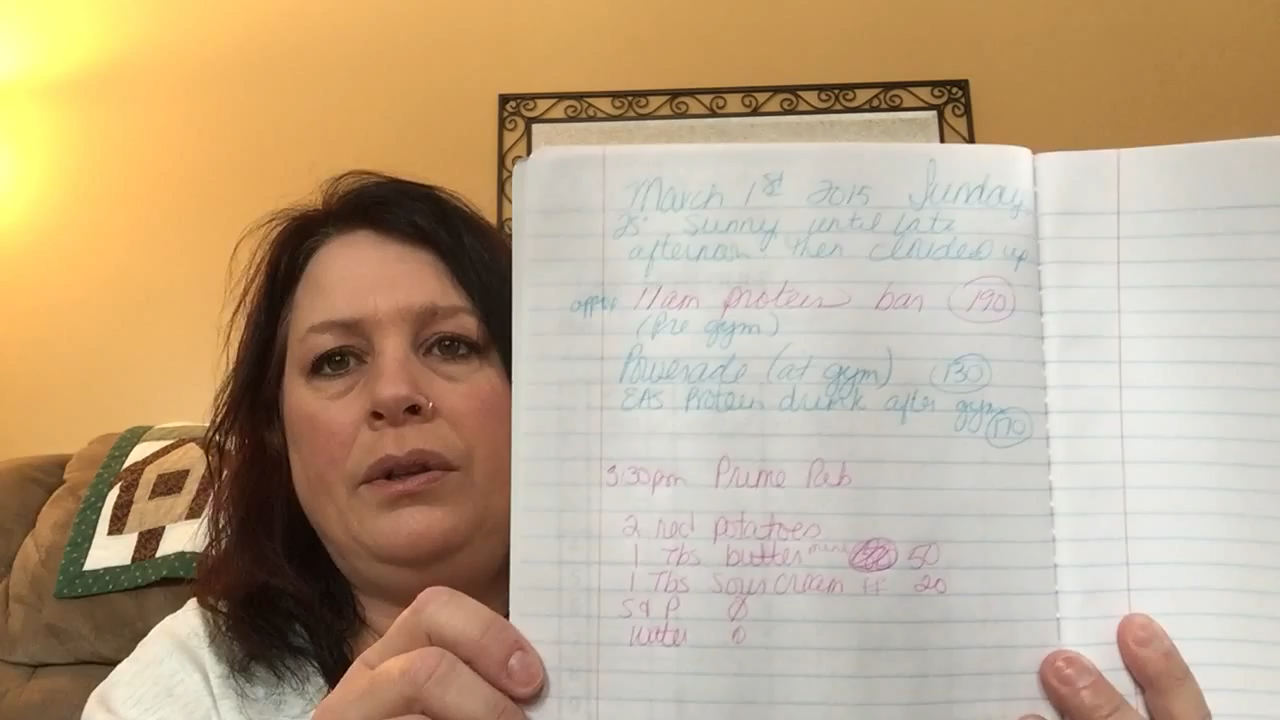 March 1st 2015 Sunday
25° Sunny until late
afternoon then clouded up
11am protein bar 190
(Pre gym)
Powerade (at gym) 130
EAS Protein drink after gym
110
3:30pm Prime Rib
2 red potatoes
1 Tbs butter 50
1 Tbs Sour cream 20
S&P 0
Water 0